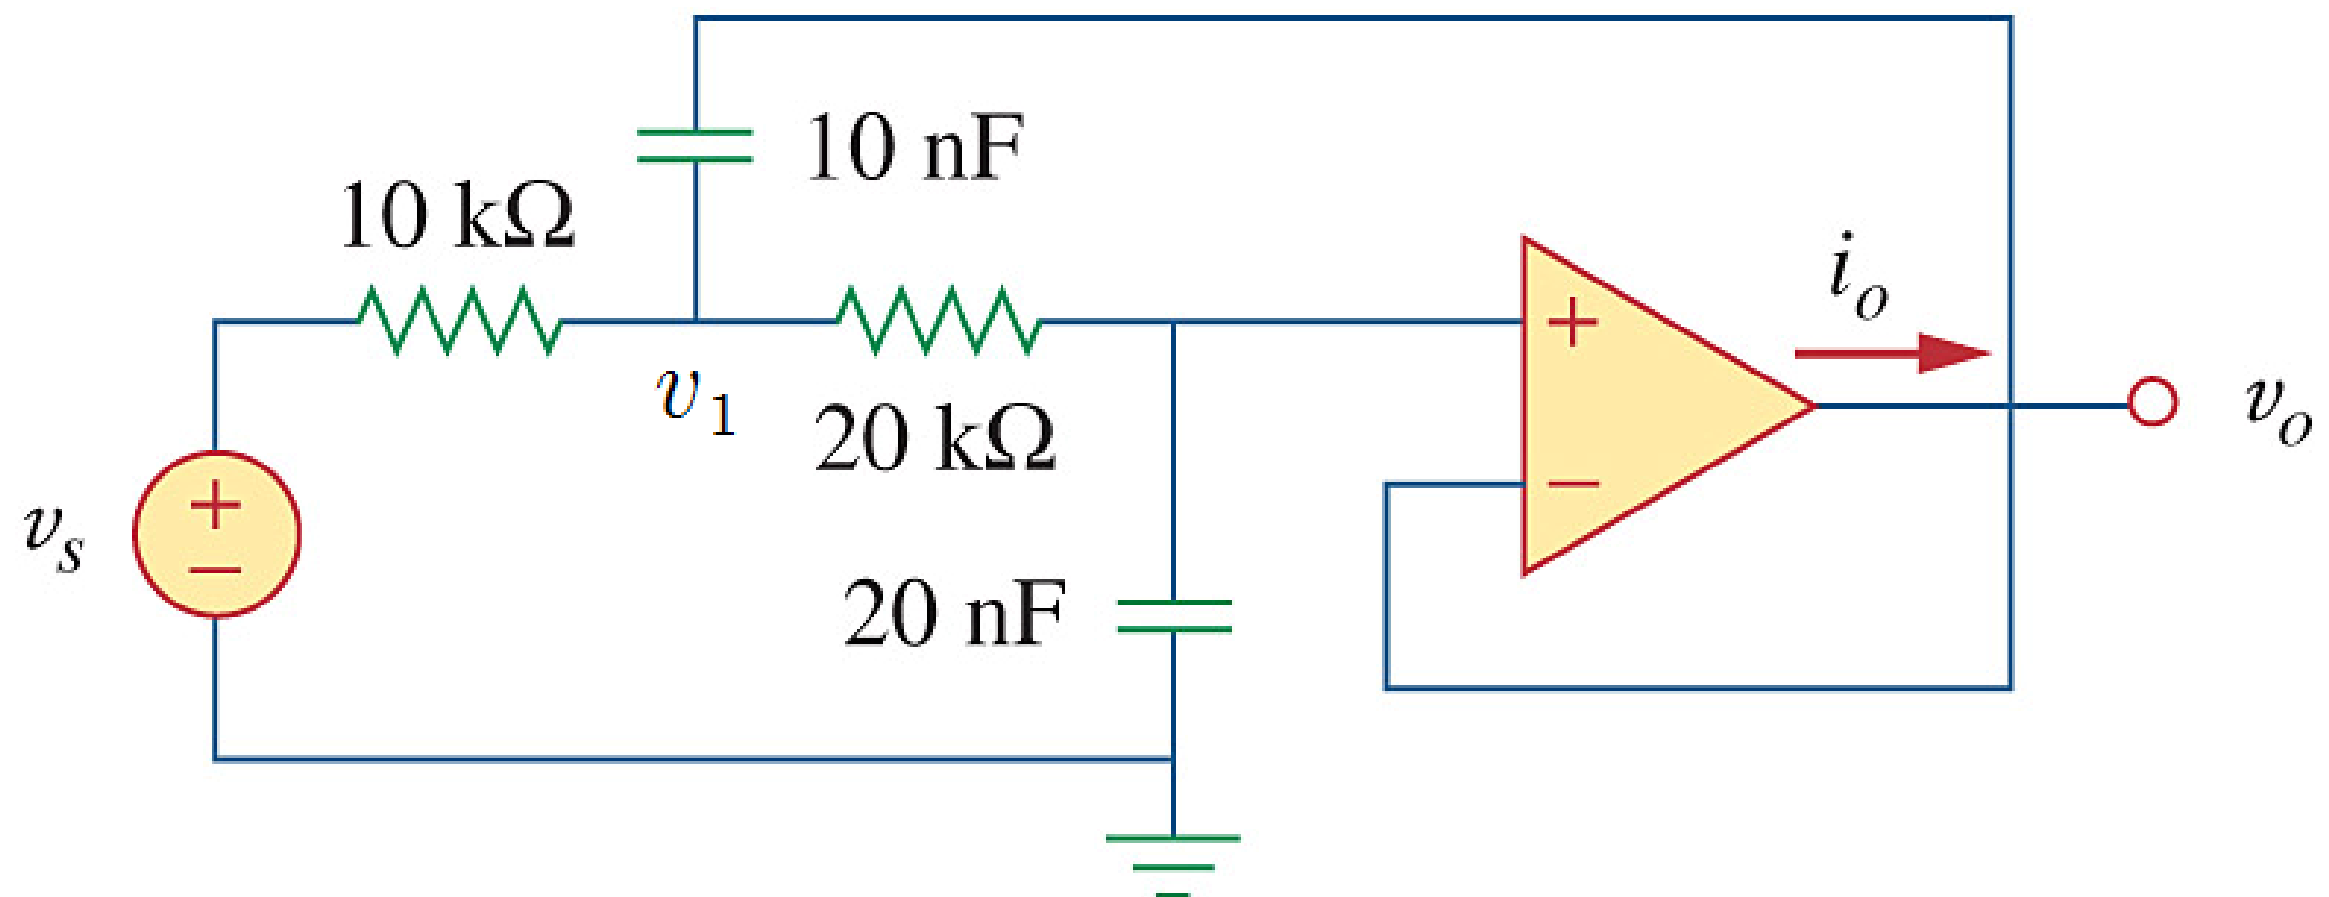 10 nF
10 kΩ
i_o
+
v_1
20 kΩ
v_s
+
−
−
v_o
20 nF